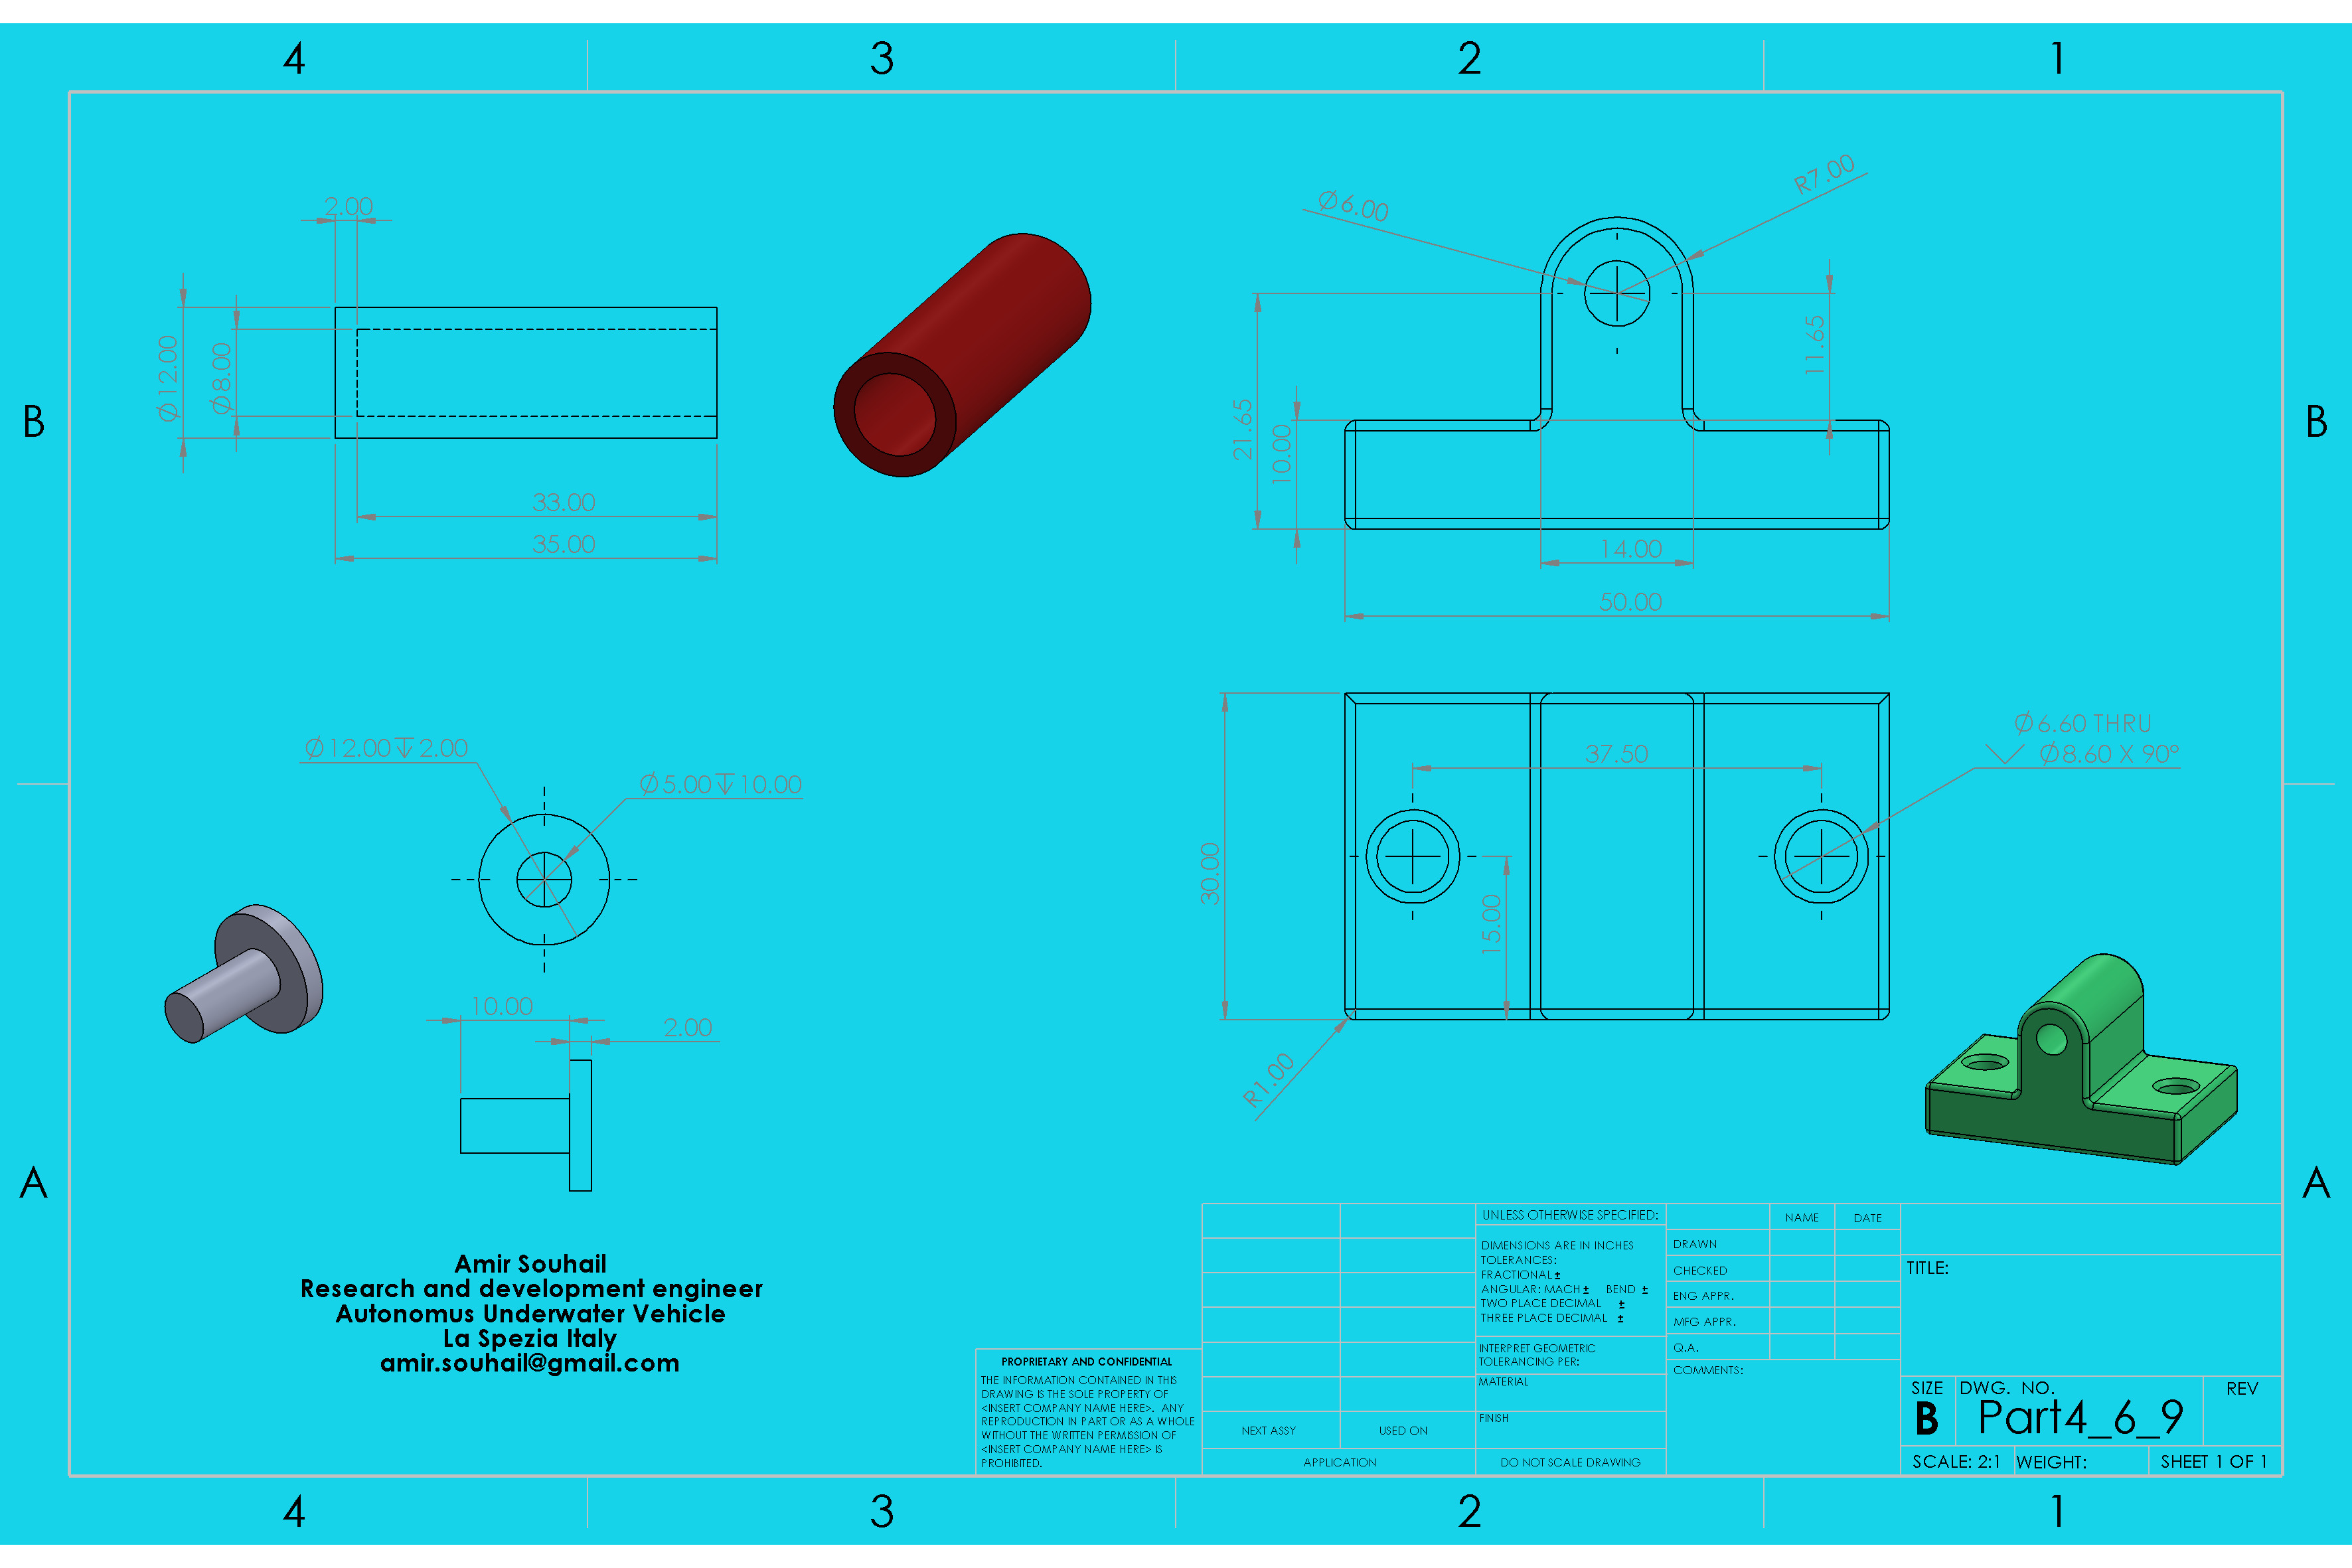 4 3 2 1
2.00
Ø12.00
Ø8.00
33.00
35.00
Ø6.00
R7.00
11.65
21.65
10.00
14.00
50.00
B B
Ø12.00↧2.00
Ø5.00↧10.00
10.00
2.00
37.50
Ø6.60 THRU
⌵ Ø8.60 X 90°
30.00
15.00
R1.00
A A
Amir Souhail
Research and development engineer
Autonomus Underwater Vehicle
La Spezia Italy
amir.souhail@gmail.com
PROPRIETARY AND CONFIDENTIAL
THE INFORMATION CONTAINED IN THIS
DRAWING IS THE SOLE PROPERTY OF
<INSERT COMPANY NAME HERE>. ANY
REPRODUCTION IN PART OR AS A WHOLE
WITHOUT THE WRITTEN PERMISSION OF
<INSERT COMPANY NAME HERE> IS
PROHIBITED.
NEXT ASSY USED ON
APPLICATION
UNLESS OTHERWISE SPECIFIED:
DIMENSIONS ARE IN INCHES
TOLERANCES:
FRACTIONAL±
ANGULAR: MACH± BEND ±
TWO PLACE DECIMAL ±
THREE PLACE DECIMAL ±
INTERPRET GEOMETRIC
TOLERANCING PER:
MATERIAL
FINISH
DO NOT SCALE DRAWING
NAME DATE
DRAWN
CHECKED
ENG APPR.
MFG APPR.
Q.A.
COMMENTS:
TITLE:
SIZE DWG. NO. REV
B Part4_6_9
SCALE: 2:1 WEIGHT: SHEET 1 OF 1
4 3 2 1